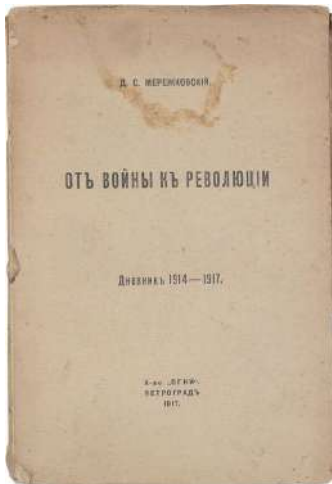 Д. С. МЕРЕЖКОВСКІЙ.
ОТЪ ВОЙНЫ КЪ РЕВОЛЮЦІИ
Дневникъ 1914—1917.
К-во „ОГНИ“.
ПЕТРОГРАДЪ
1917.